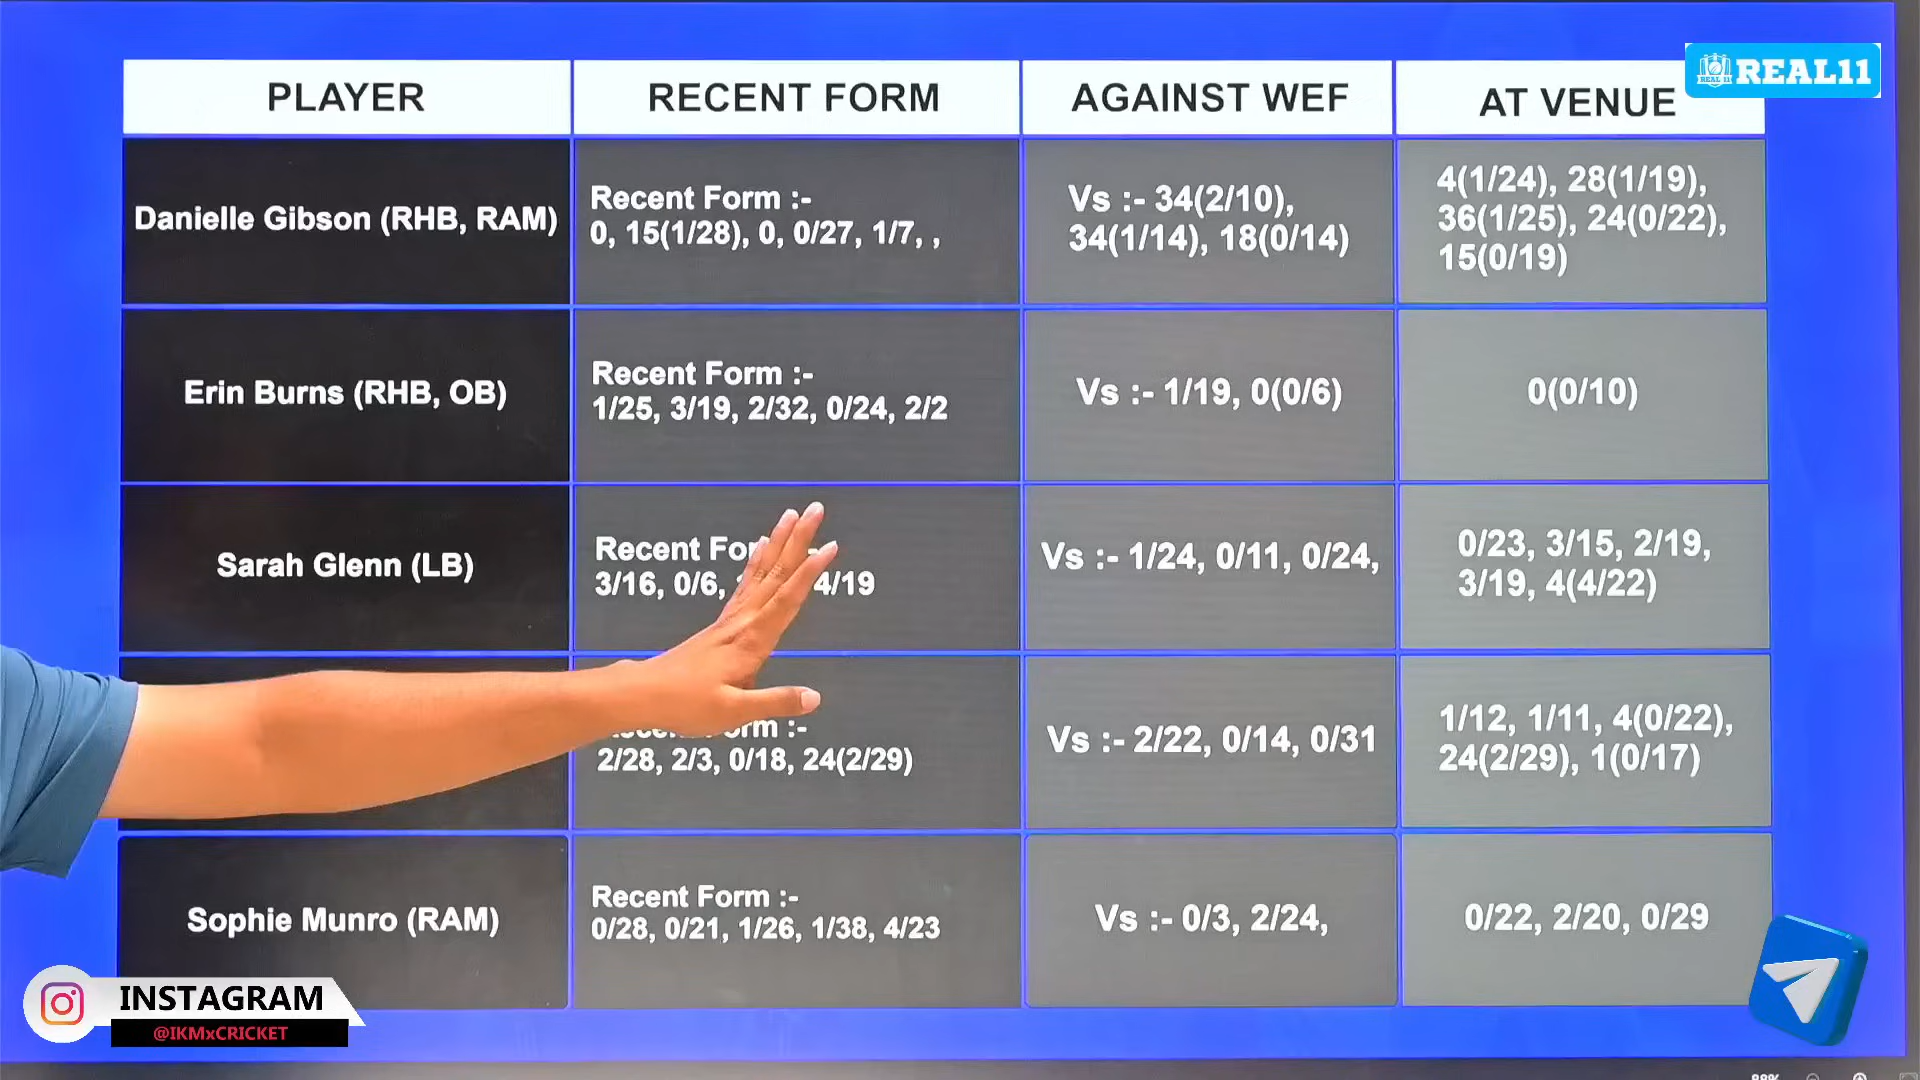 PLAYER
RECENT FORM
AGAINST WEF
AT VENUE
REAL11
REAL 11
Danielle Gibson (RHB, RAM)
Recent Form :-
0, 15(1/28), 0, 0/27, 1/7, ,
Vs :- 34(2/10),
34(1/14), 18(0/14)
4(1/24), 28(1/19),
36(1/25), 24(0/22),
15(0/19)
Erin Burns (RHB, OB)
Recent Form :-
1/25, 3/19, 2/32, 0/24, 2/2
Vs :- 1/19, 0(0/6)
0(0/10)
Sarah Glenn (LB)
Recent
3/16, 0/6, 4/19
Vs :- 1/24, 0/11, 0/24,
0/23, 3/15, 2/19,
3/19, 4(4/22)
:-
2/28, 2/3, 0/18, 24(2/29)
Vs :- 2/22, 0/14, 0/31
1/12, 1/11, 4(0/22),
24(2/29), 1(0/17)
Sophie Munro (RAM)
Recent Form :-
0/28, 0/21, 1/26, 1/38, 4/23
Vs :- 0/3, 2/24,
0/22, 2/20, 0/29
INSTAGRAM
@IKMxCRICKET